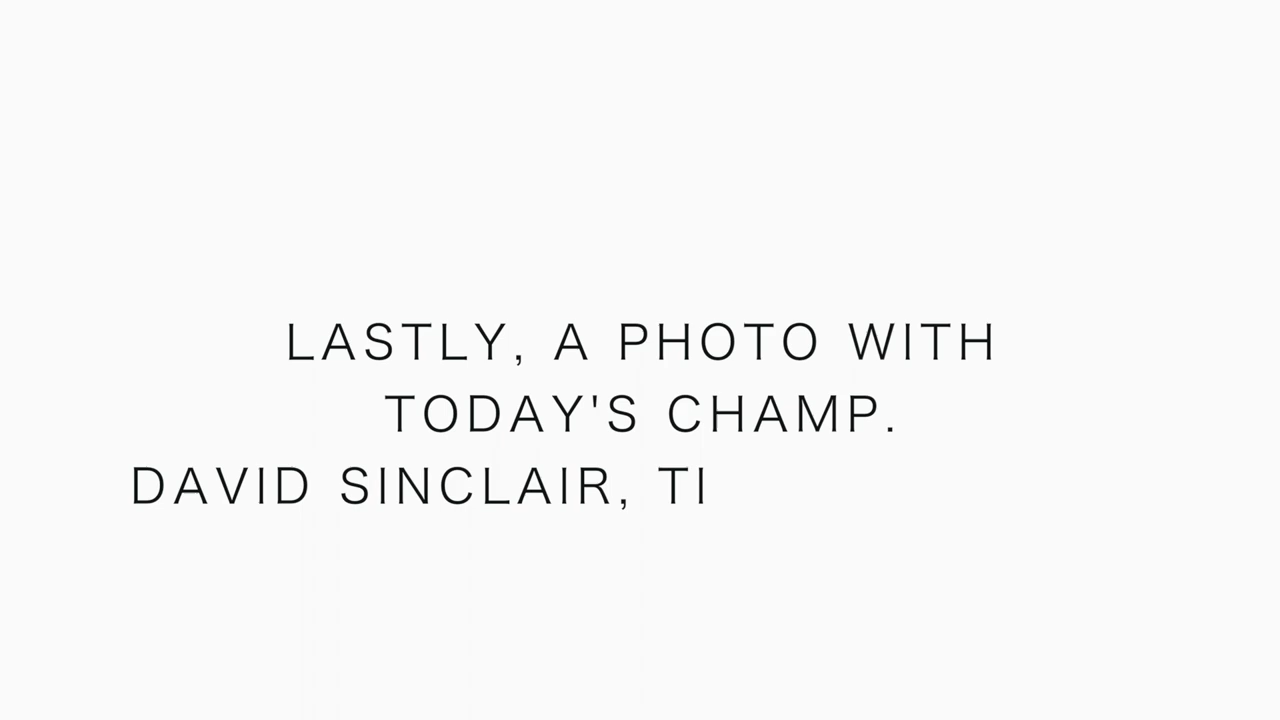 LASTLY, A PHOTO WITH
TODAY'S CHAMP.
DAVID SINCLAIR, TI